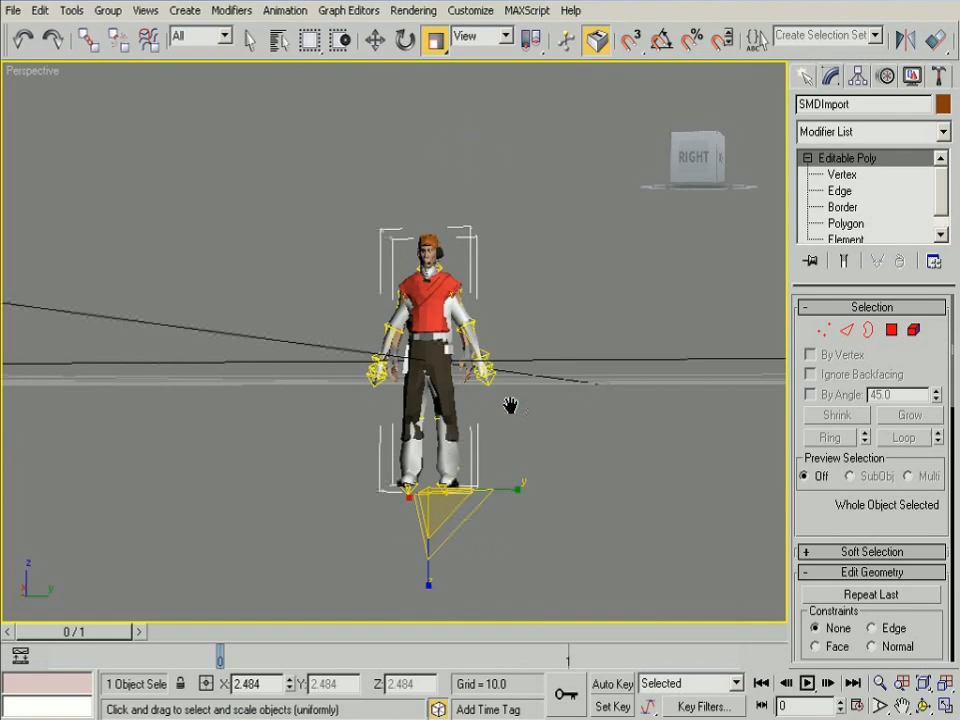 File Edit Tools Group Views Create Modifiers Animation Graph Editors Rendering Customize MAXScript Help
All View 3 % ABC Create Selection Set
Perspective
RIGHT
SMDImport
Modifier List
Editable Poly
Vertex
Edge
Border
Polygon
Element
Selection
By Vertex
Ignore Backfacing
By Angle: 45.0
Shrink Grow
Ring Loop
Preview Selection
Off SubObj Multi
Whole Object Selected
+ Soft Selection
- Edit Geometry
Repeat Last
Constraints
None Edge
Face Normal
y
z
x y
< 0 / 1 >
0 1
1 Object Sele X: 2.484 Y: 2.484 Z: 2.484 Grid = 10.0 Auto Key Selected
Click and drag to select and scale objects (uniformly) Add Time Tag Set Key Key Filters... 0